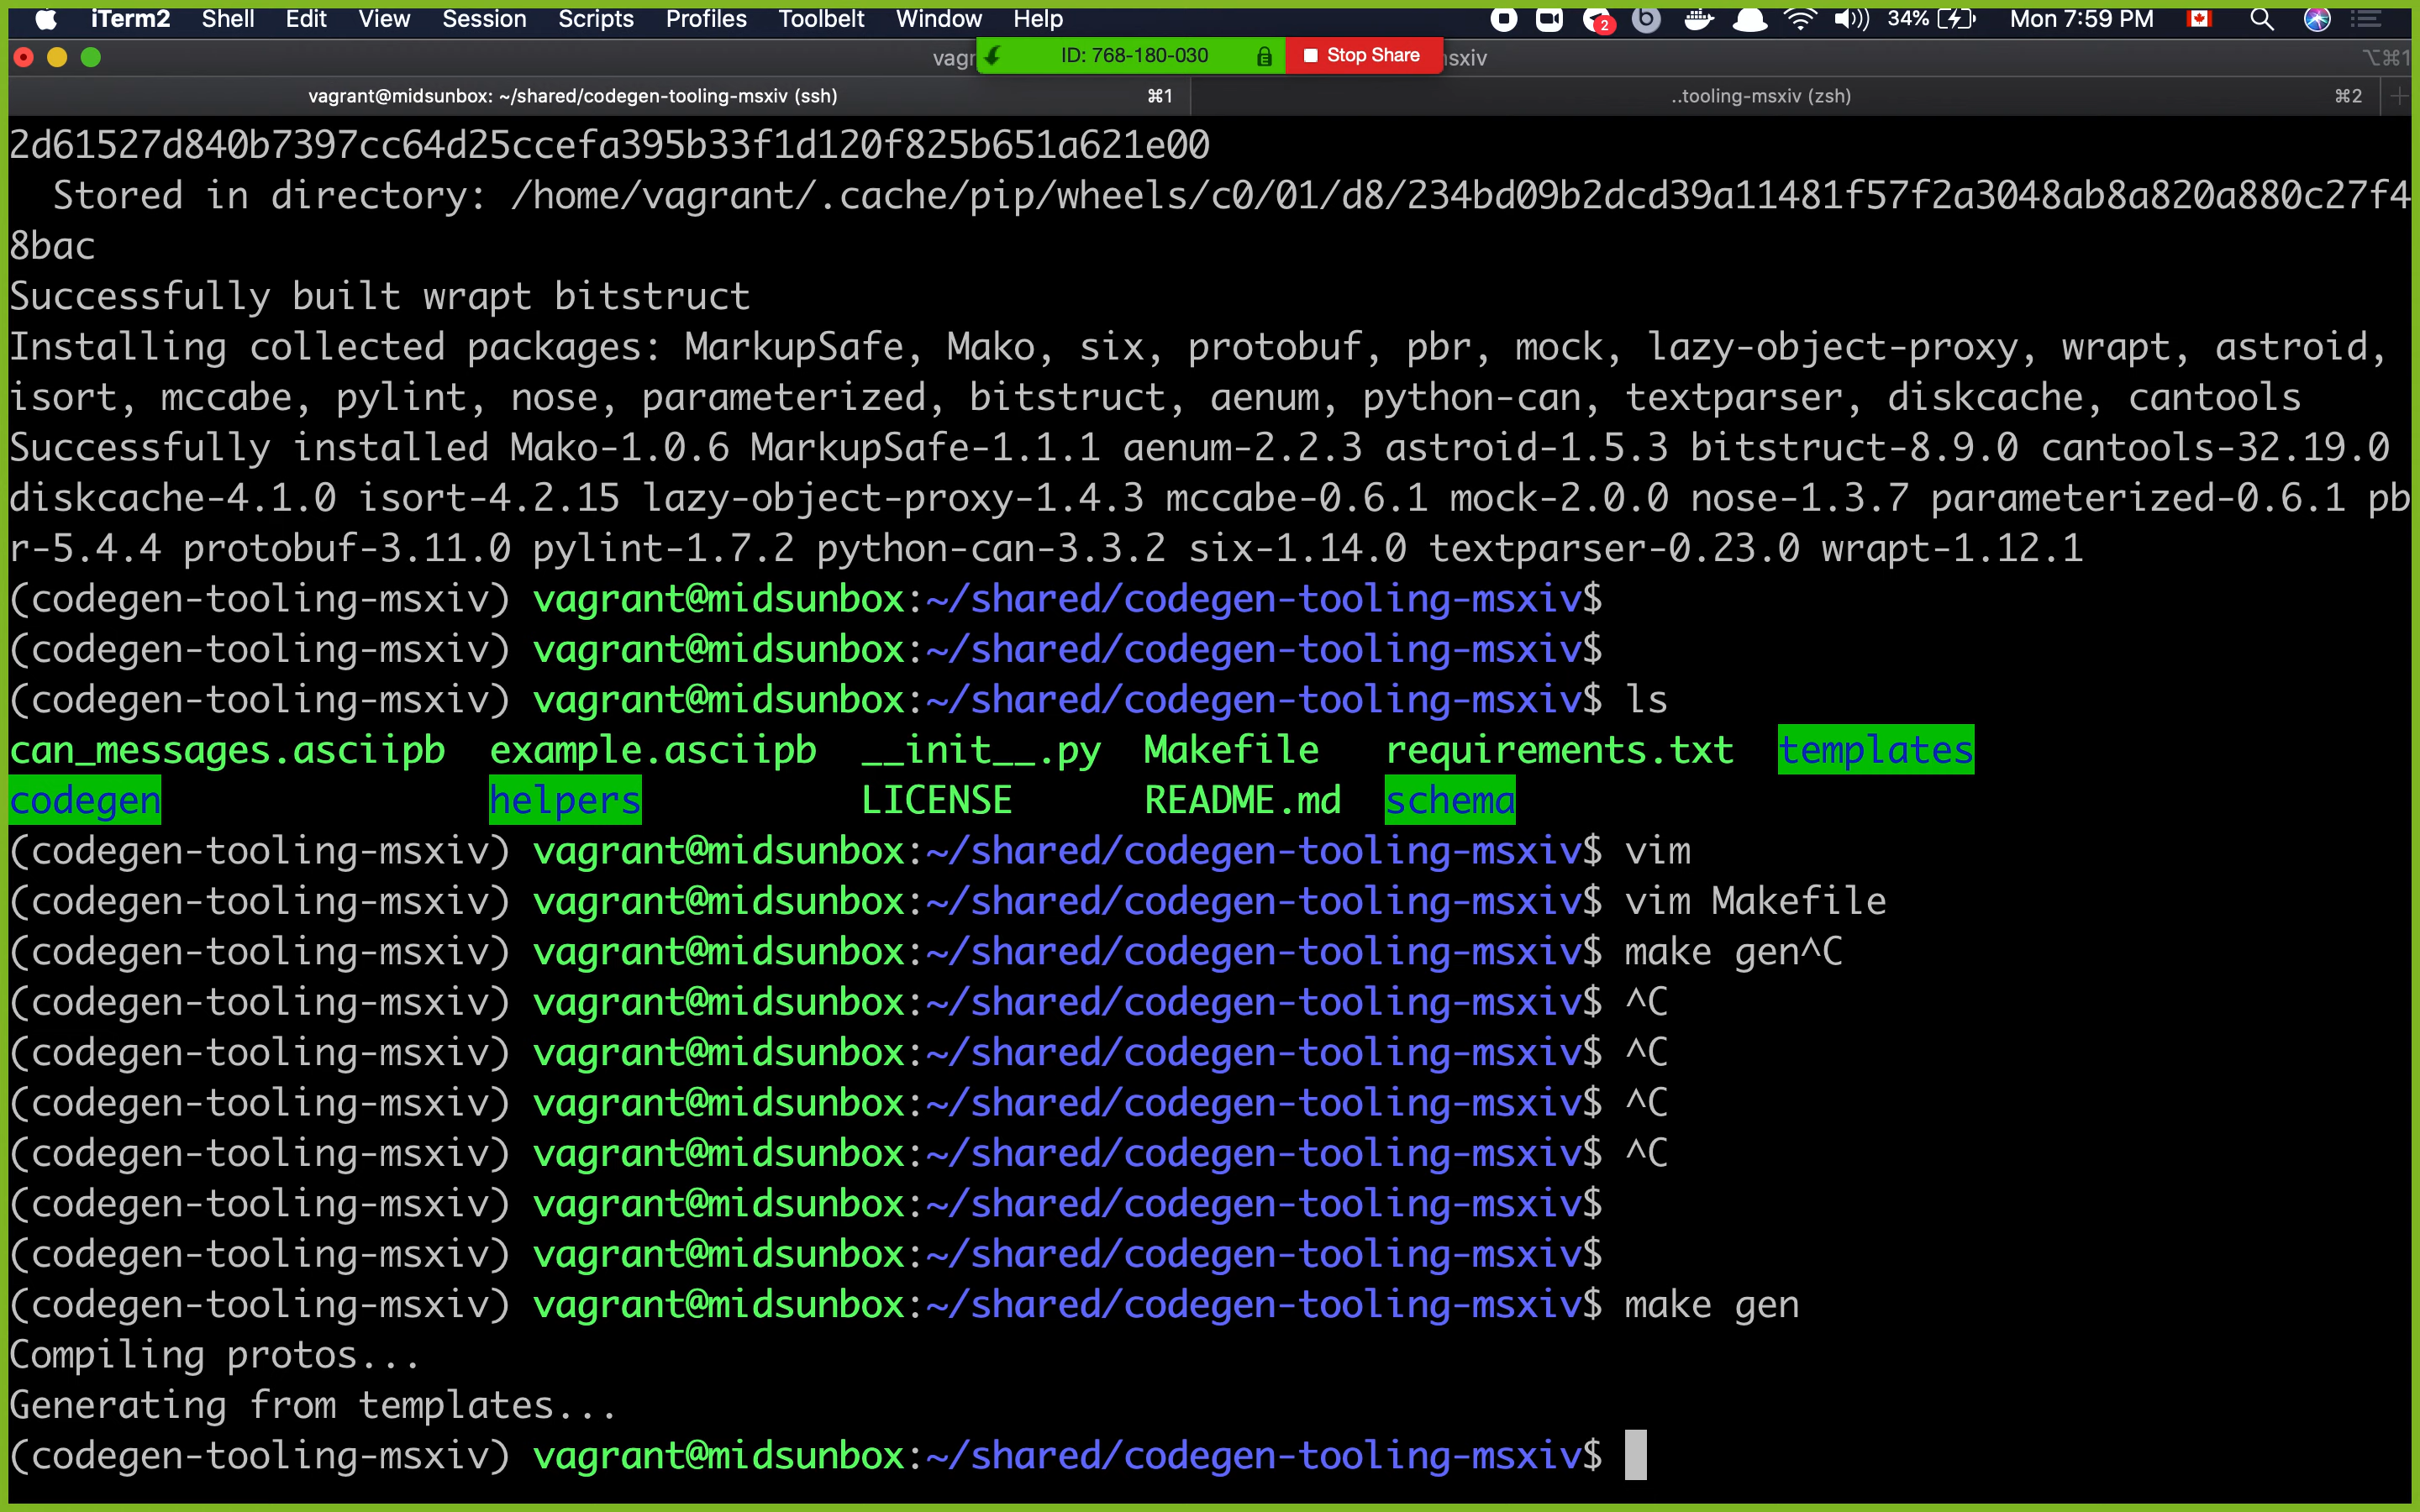 iTerm2 Shell Edit View Session Scripts Profiles Toolbelt Window Help 2 b 34% Mon 7:59 PM
vagr ID: 768-180-030 Stop Share sxiv ⌥⌘1
vagrant@midsunbox: ~/shared/codegen-tooling-msxiv (ssh) ⌘1 ..tooling-msxiv (zsh) ⌘2 +
2d61527d840b7397cc64d25ccefa395b33f1d120f825b651a621e00
  Stored in directory: /home/vagrant/.cache/pip/wheels/c0/01/d8/234bd09b2dcd39a11481f57f2a3048ab8a820a880c27f4
8bac
Successfully built wrapt bitstruct
Installing collected packages: MarkupSafe, Mako, six, protobuf, pbr, mock, lazy-object-proxy, wrapt, astroid,
isort, mccabe, pylint, nose, parameterized, bitstruct, aenum, python-can, textparser, diskcache, cantools
Successfully installed Mako-1.0.6 MarkupSafe-1.1.1 aenum-2.2.3 astroid-1.5.3 bitstruct-8.9.0 cantools-32.19.0
diskcache-4.1.0 isort-4.2.15 lazy-object-proxy-1.4.3 mccabe-0.6.1 mock-2.0.0 nose-1.3.7 parameterized-0.6.1 pb
r-5.4.4 protobuf-3.11.0 pylint-1.7.2 python-can-3.3.2 six-1.14.0 textparser-0.23.0 wrapt-1.12.1
(codegen-tooling-msxiv) vagrant@midsunbox:~/shared/codegen-tooling-msxiv$
(codegen-tooling-msxiv) vagrant@midsunbox:~/shared/codegen-tooling-msxiv$
(codegen-tooling-msxiv) vagrant@midsunbox:~/shared/codegen-tooling-msxiv$ ls
can_messages.asciipb example.asciipb __init__.py Makefile requirements.txt templates
codegen helpers LICENSE README.md schema
(codegen-tooling-msxiv) vagrant@midsunbox:~/shared/codegen-tooling-msxiv$ vim
(codegen-tooling-msxiv) vagrant@midsunbox:~/shared/codegen-tooling-msxiv$ vim Makefile
(codegen-tooling-msxiv) vagrant@midsunbox:~/shared/codegen-tooling-msxiv$ make gen^C
(codegen-tooling-msxiv) vagrant@midsunbox:~/shared/codegen-tooling-msxiv$ ^C
(codegen-tooling-msxiv) vagrant@midsunbox:~/shared/codegen-tooling-msxiv$ ^C
(codegen-tooling-msxiv) vagrant@midsunbox:~/shared/codegen-tooling-msxiv$ ^C
(codegen-tooling-msxiv) vagrant@midsunbox:~/shared/codegen-tooling-msxiv$ ^C
(codegen-tooling-msxiv) vagrant@midsunbox:~/shared/codegen-tooling-msxiv$
(codegen-tooling-msxiv) vagrant@midsunbox:~/shared/codegen-tooling-msxiv$
(codegen-tooling-msxiv) vagrant@midsunbox:~/shared/codegen-tooling-msxiv$ make gen
Compiling protos...
Generating from templates...
(codegen-tooling-msxiv) vagrant@midsunbox:~/shared/codegen-tooling-msxiv$